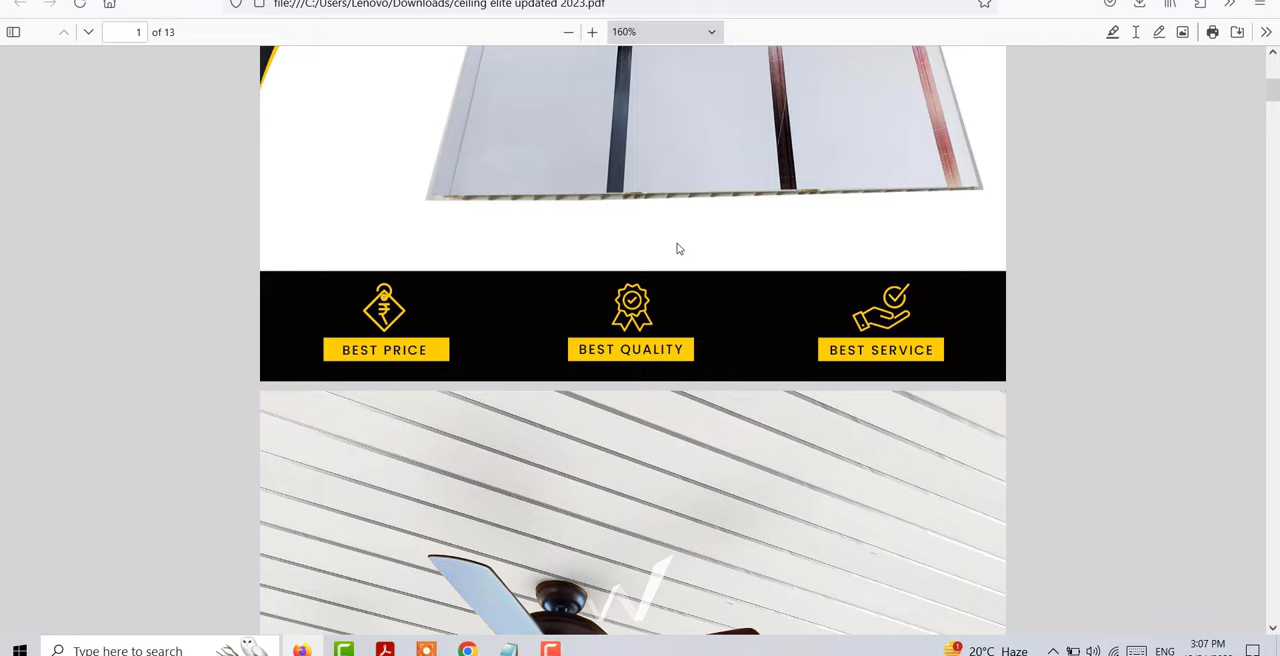 file:///C:/Users/Lenovo/Downloads/ceiling elite updated 2023.pdf
1 of 13
160%
BEST PRICE
BEST QUALITY
BEST SERVICE
W
Type here to search
20°C Haze
ENG
3:07 PM